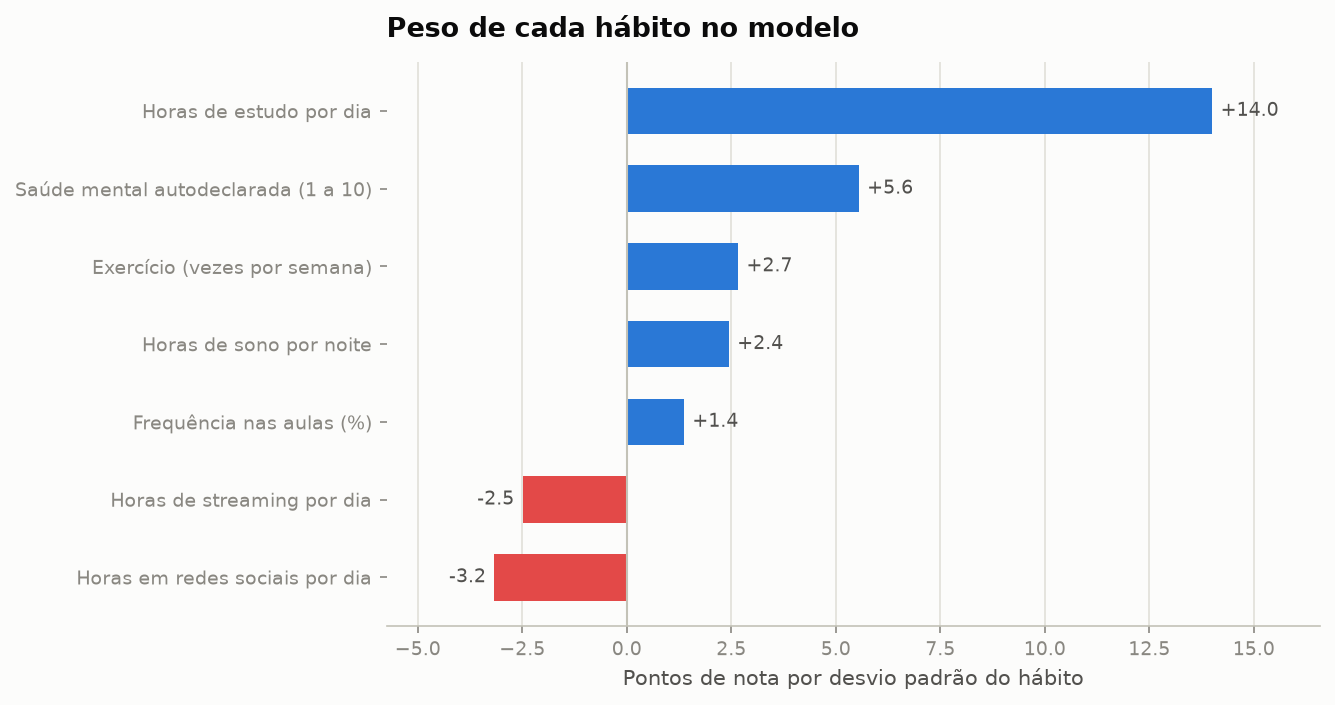 Peso de cada hábito no modelo
Horas de estudo por dia
+14.0
Saúde mental autodeclarada (1 a 10)
+5.6
Exercício (vezes por semana)
+2.7
Horas de sono por noite
+2.4
Frequência nas aulas (%)
+1.4
Horas de streaming por dia
-2.5
Horas em redes sociais por dia
-3.2
−5.0 −2.5 0.0 2.5 5.0 7.5 10.0 12.5 15.0
Pontos de nota por desvio padrão do hábito